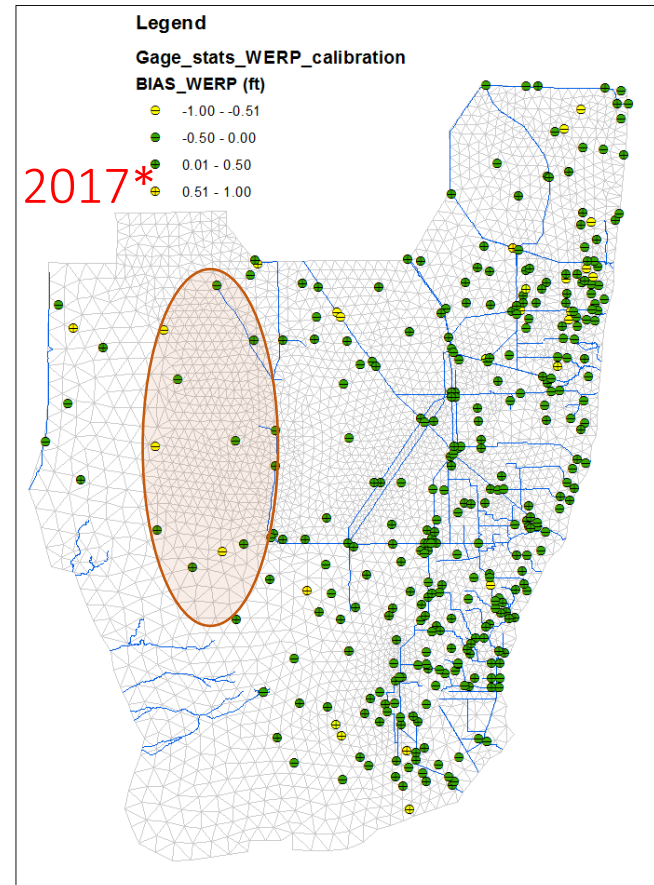 Legend
Gage_stats_WERP_calibration
BIAS_WERP (ft)
-1.00 - -0.51
-0.50 - 0.00
0.01 - 0.50
0.51 - 1.00
2017*